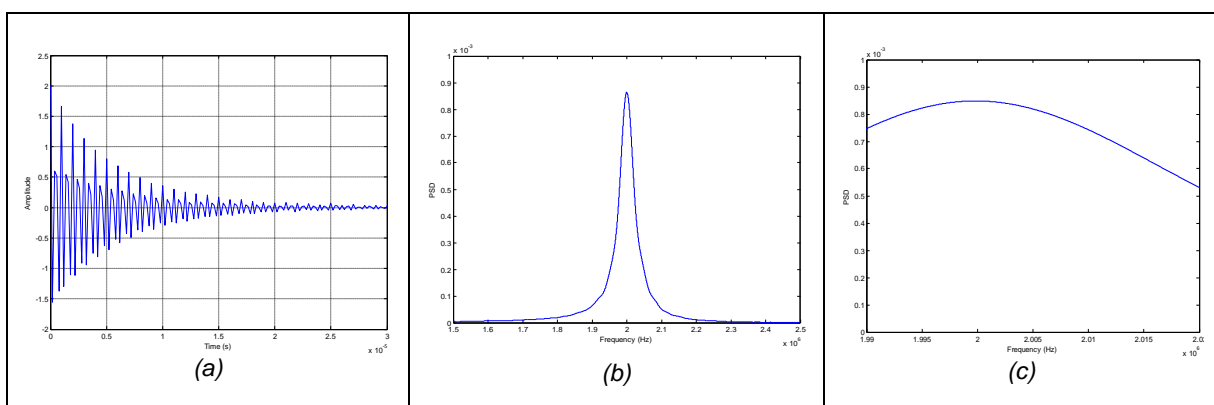 2.5
2
1.5
1
0.5
0
-0.5
-1
-1.5
-2
Amplitude
0 0.5 1 1.5 2 2.5 3
Time (s)
x 10⁻⁵
(a)
x 10⁻³
1
0.9
0.8
0.7
0.6
0.5
0.4
0.3
0.2
0.1
0
PSD
1.5 1.6 1.7 1.8 1.9 2 2.1 2.2 2.3 2.4 2.5
Frequency (Hz)
x 10⁶
(b)
x 10⁻³
1
0.9
0.8
0.7
0.6
0.5
0.4
0.3
0.2
0.1
0
PSD
1.99 1.995 2 2.005 2.01 2.015
Frequency (Hz)
x 10⁶
(c)